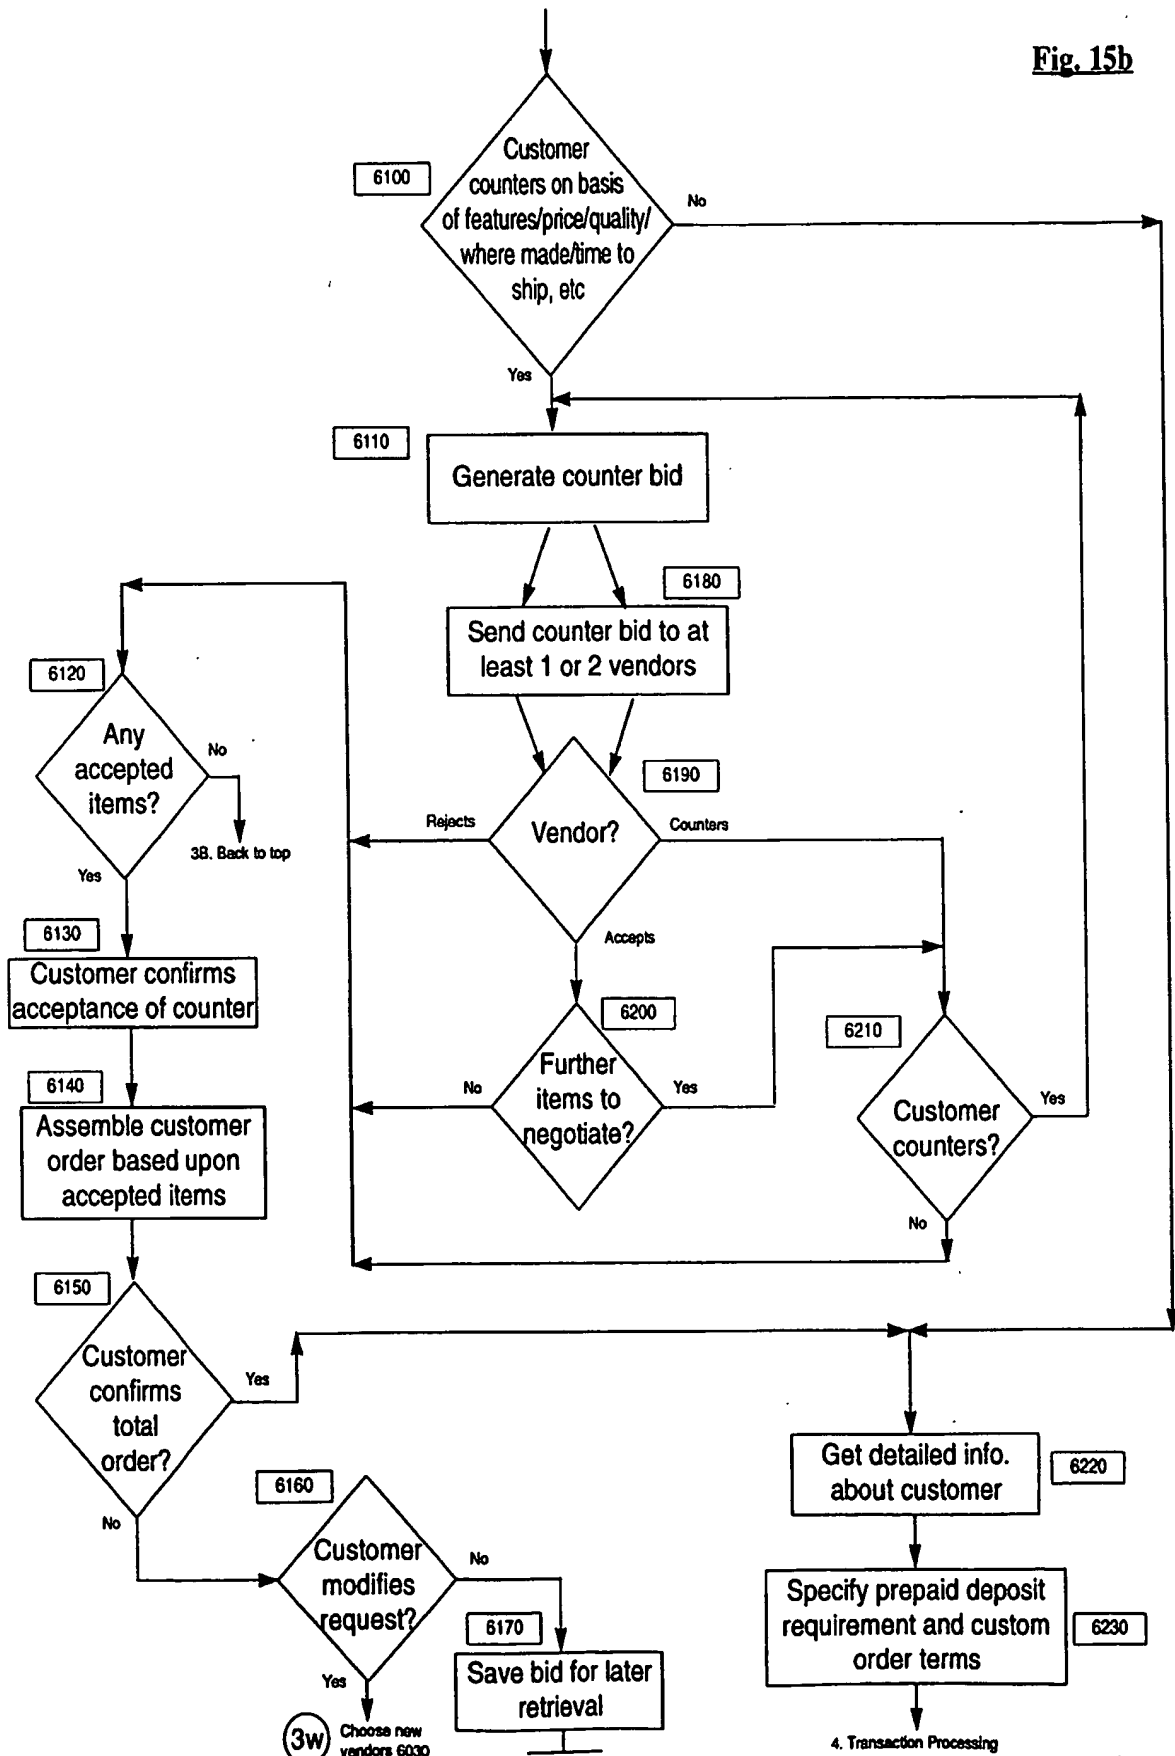 Fig. 15b
6100
Customer
counters on basis
of features/price/quality/
where made/time to
ship, etc
No
Yes
6110
Generate counter bid
6180
Send counter bid to at
least 1 or 2 vendors
6120
Any
accepted
items?
No
3B. Back to top
Yes
6190
Vendor?
Rejects
Counters
Accepts
6130
Customer confirms
acceptance of counter
6200
Further
items to
negotiate?
No
Yes
6210
Customer
counters?
Yes
No
6140
Assemble customer
order based upon
accepted items
6150
Customer
confirms
total
order?
Yes
No
6160
Customer
modifies
request?
No
Yes
3w
Choose new
vendors 6030
6170
Save bid for later
retrieval
Get detailed info.
about customer
6220
Specify prepaid deposit
requirement and custom
order terms
6230
4. Transaction Processing